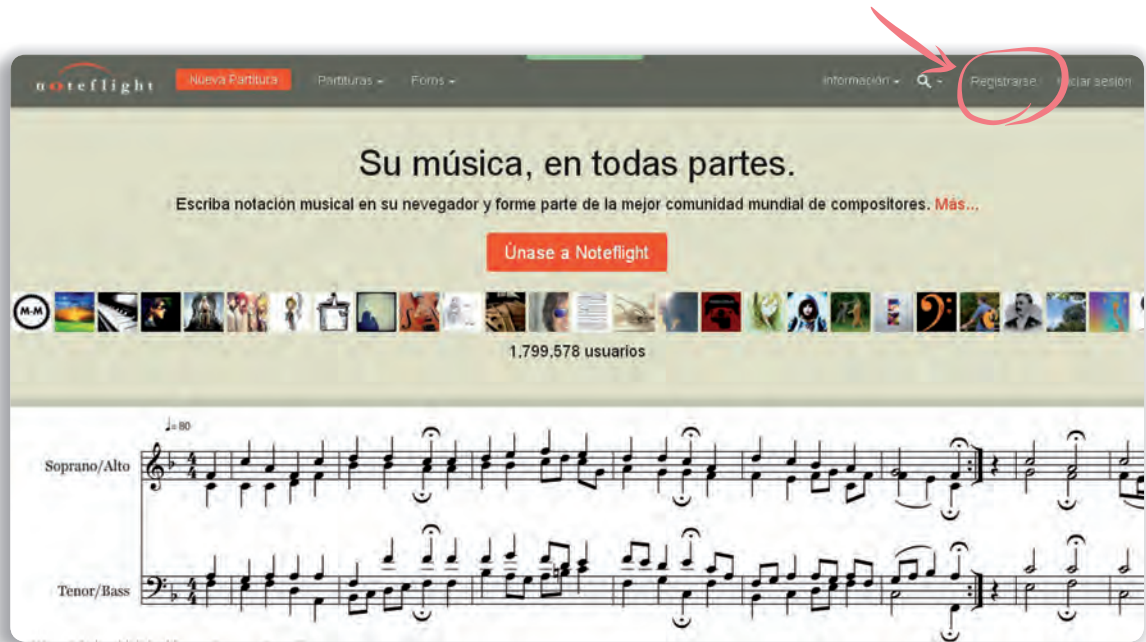 noteflight Nueva Partitura Partituras Foros Información Registrarse Iniciar sesión
Su música, en todas partes.
Escriba notación musical en su nevegador y forme parte de la mejor comunidad mundial de compositores. Más...
Únase a Noteflight
M-M
1,799,578 usuarios
♩= 80
Soprano/Alto
Tenor/Bass